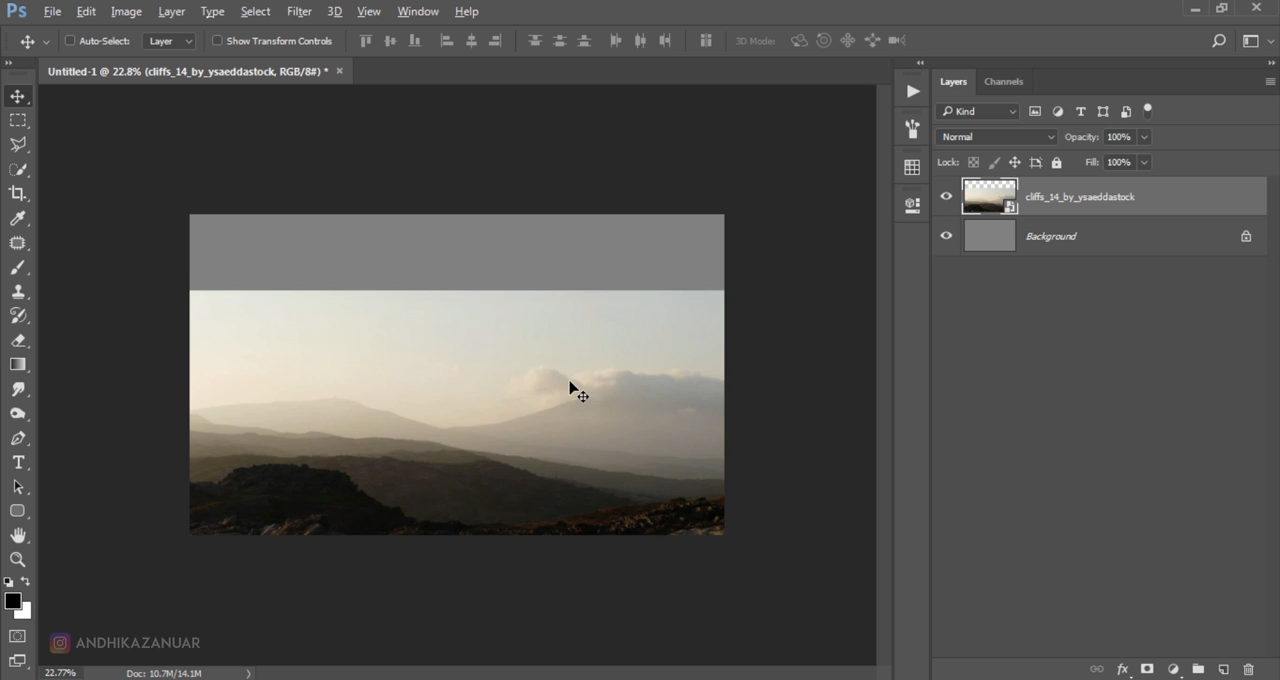 Ps File Edit Image Layer Type Select Filter 3D View Window Help
Auto-Select: Layer Show Transform Controls 3D Mode:
Untitled-1 @ 22.8% (cliffs_14_by_ysaeddastock, RGB/8#) *
Layers Channels
Kind
Normal Opacity: 100%
Lock: Fill: 100%
cliffs_14_by_ysaeddastock
Background
ANDHIKAZANUAR
22.77% Doc: 10.7M/14.1M